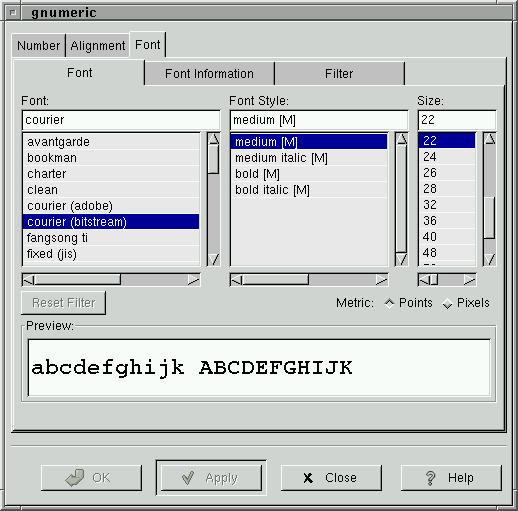 gnumeric
Number Alignment Font
Font Font Information Filter
Font: Font Style: Size:
courier medium [M] 22
avantgarde medium [M] 22
bookman medium italic [M] 24
charter bold [M] 26
clean bold italic [M] 28
courier (adobe) 32
courier (bitstream) 36
fangsong ti 40
fixed (jis) 48
Reset Filter Metric: Points Pixels
Preview:
abcdefghijk ABCDEFGHIJK
OK Apply Close Help